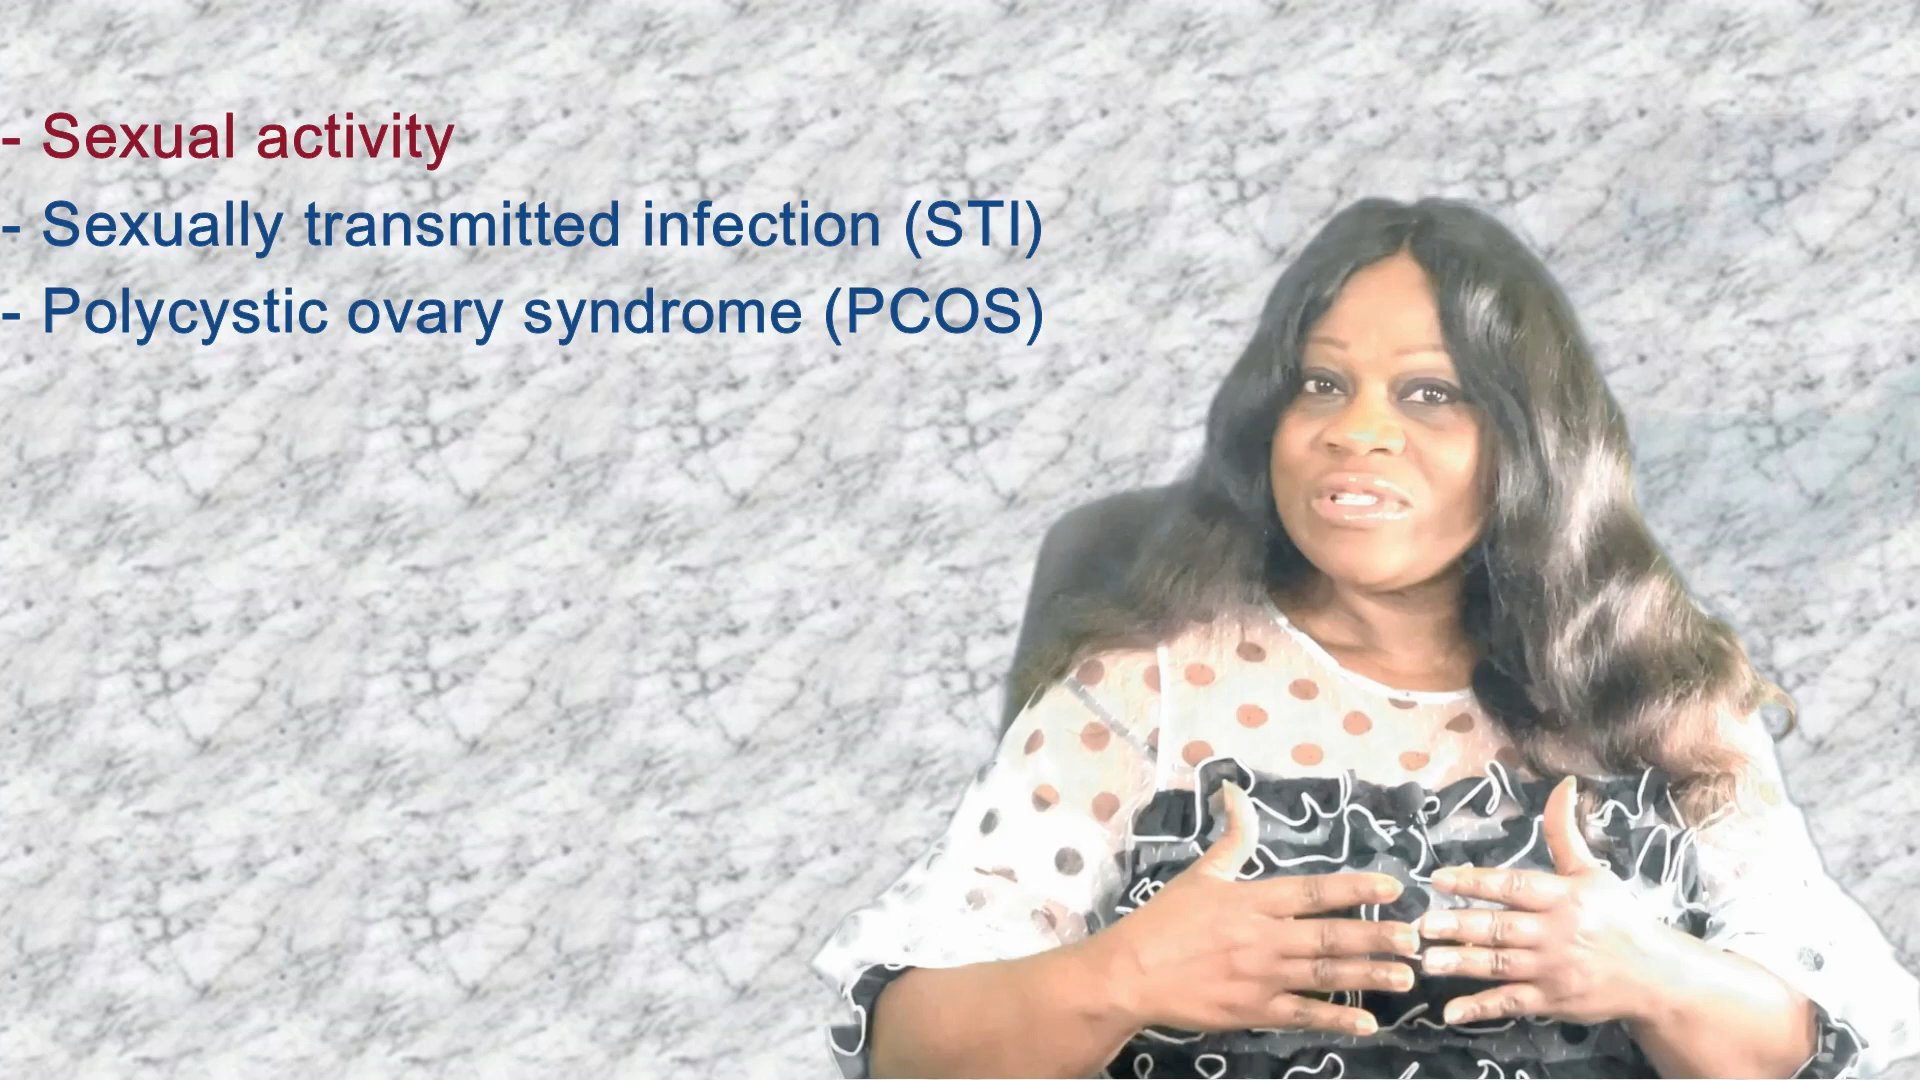 - Sexual activity
- Sexually transmitted infection (STI)
- Polycystic ovary syndrome (PCOS)